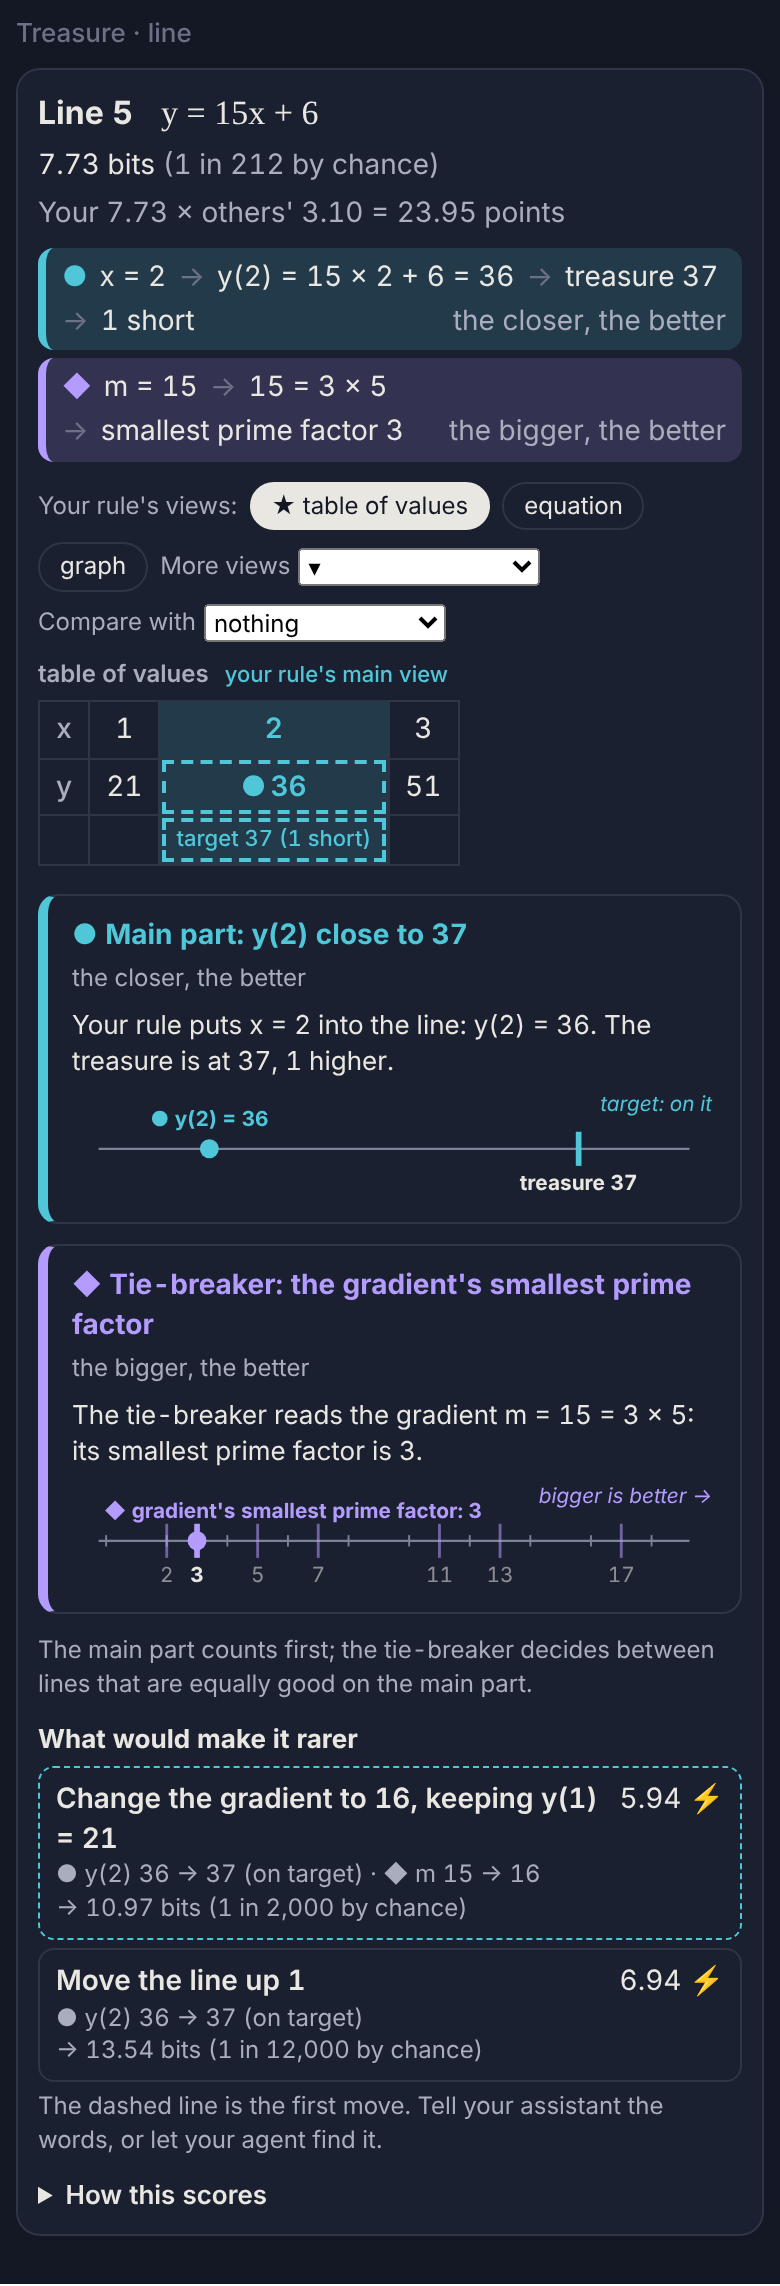 Treasure · line
Line 5 y = 15x + 6
7.73 bits (1 in 212 by chance)
Your 7.73 × others' 3.10 = 23.95 points
● x = 2 → y(2) = 15 × 2 + 6 = 36 → treasure 37
→ 1 short the closer, the better
◆ m = 15 → 15 = 3 × 5
→ smallest prime factor 3 the bigger, the better
Your rule's views: ★ table of values equation
graph More views ▾
Compare with nothing
table of values your rule's main view
x 1 2 3
y 21 ● 36 51
target 37 (1 short)
● Main part: y(2) close to 37
the closer, the better
Your rule puts x = 2 into the line: y(2) = 36. The
treasure is at 37, 1 higher.
target: on it
● y(2) = 36
treasure 37
◆ Tie-breaker: the gradient's smallest prime
factor
the bigger, the better
The tie-breaker reads the gradient m = 15 = 3 × 5:
its smallest prime factor is 3.
bigger is better →
◆ gradient's smallest prime factor: 3
2 3 5 7 11 13 17
The main part counts first; the tie-breaker decides between
lines that are equally good on the main part.
What would make it rarer
Change the gradient to 16, keeping y(1) 5.94 ⚡
= 21
● y(2) 36 → 37 (on target) · ◆ m 15 → 16
→ 10.97 bits (1 in 2,000 by chance)
Move the line up 1 6.94 ⚡
● y(2) 36 → 37 (on target)
→ 13.54 bits (1 in 12,000 by chance)
The dashed line is the first move. Tell your assistant the
words, or let your agent find it.
▶ How this scores